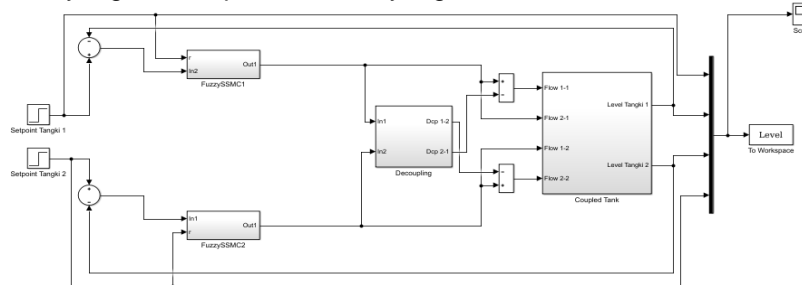 Sco
r
In2
Out1
FuzzySSMC1
Flow 1-1
Setpoint Tangki 1
Level Tangki 1
In1
Dcp 1-2
Flow 2-1
Level
To Workspace
In2
Dcp 2-1
Flow 1-2
Setpoint Tangki 2
Decoupling
Level Tangki 2
Flow 2-2
Coupled Tank
In1
Out1
r
FuzzySSMC2